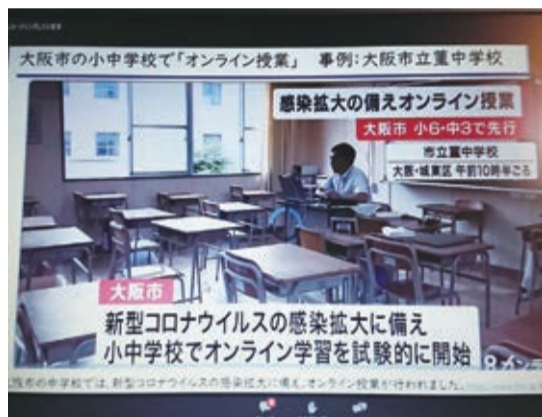 大阪市の小中学校で「オンライン授業」 事例:大阪市立菫中学校
感染拡大の備えオンライン授業
大阪市 小6・中3で先行
市立菫中学校
大阪・城東区 午前10時半ごろ
大阪市
新型コロナウイルスの感染拡大に備え
小中学校でオンライン学習を試験的に開始
阪市の中学校では、新型コロナウイルスの感染拡大に備え、オンライン授業が行われました。